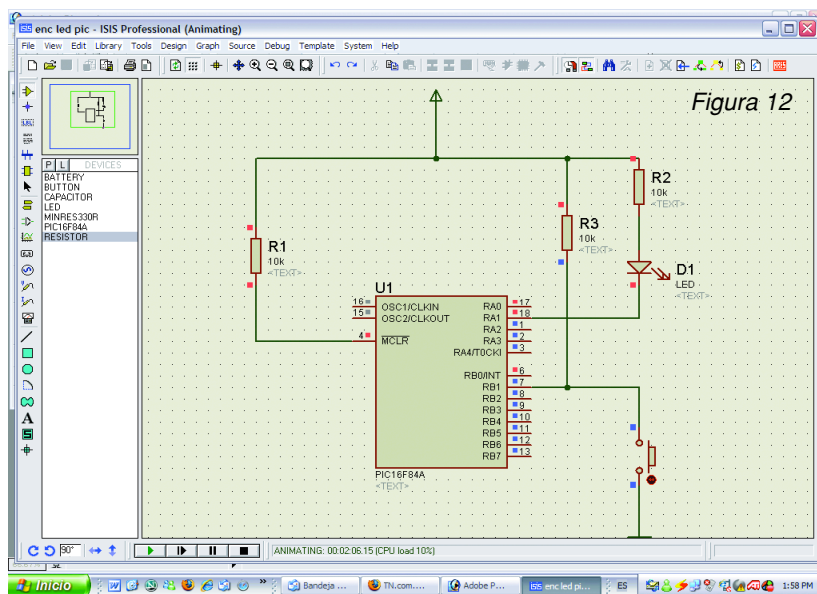 enc led pic - ISIS Professional (Animating)
File View Edit Library Tools Design Graph Source Debug Template System Help
Figura 12
P L DEVICES
BATTERY
BUTTON
CAPACITOR
LED
MINRES330R
PIC16F84A
RESISTOR
R2
10k
<TEXT>
R3
10k
<TEXT>
R1
10k
<TEXT>
D1
LED
<TEXT>
U1
16 OSC1/CLKIN
15 OSC2/CLKOUT
4 MCLR
RA0 17
RA1 18
RA2 1
RA3 2
RA4/T0CKI 3
RB0/INT 6
RB1 7
RB2 8
RB3 9
RB4 10
RB5 11
RB6 12
RB7 13
PIC16F84A
<TEXT>
90°
ANIMATING: 00:02:06.15 (CPU load 10%)
Inicio
Bandeja ...
TN.com....
Adobe P...
enc led pi...
ES
1:58 PM